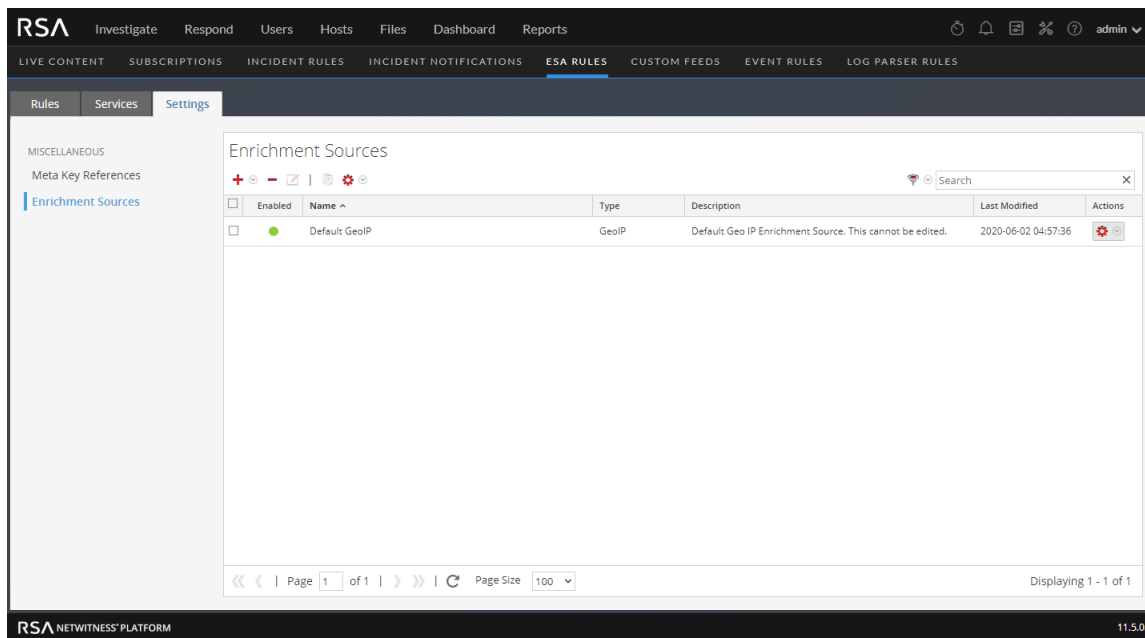 RSA Investigate Respond Users Hosts Files Dashboard Reports admin
LIVE CONTENT SUBSCRIPTIONS INCIDENT RULES INCIDENT NOTIFICATIONS ESA RULES CUSTOM FEEDS EVENT RULES LOG PARSER RULES
Rules Services Settings
MISCELLANEOUS
Meta Key References
Enrichment Sources
Enrichment Sources
Search
Enabled Name Type Description Last Modified Actions
Default GeoIP GeoIP Default Geo IP Enrichment Source. This cannot be edited. 2020-06-02 04:57:36
Page 1 of 1 Page Size 100 Displaying 1 - 1 of 1
RSA NETWITNESS® PLATFORM 11.5.0